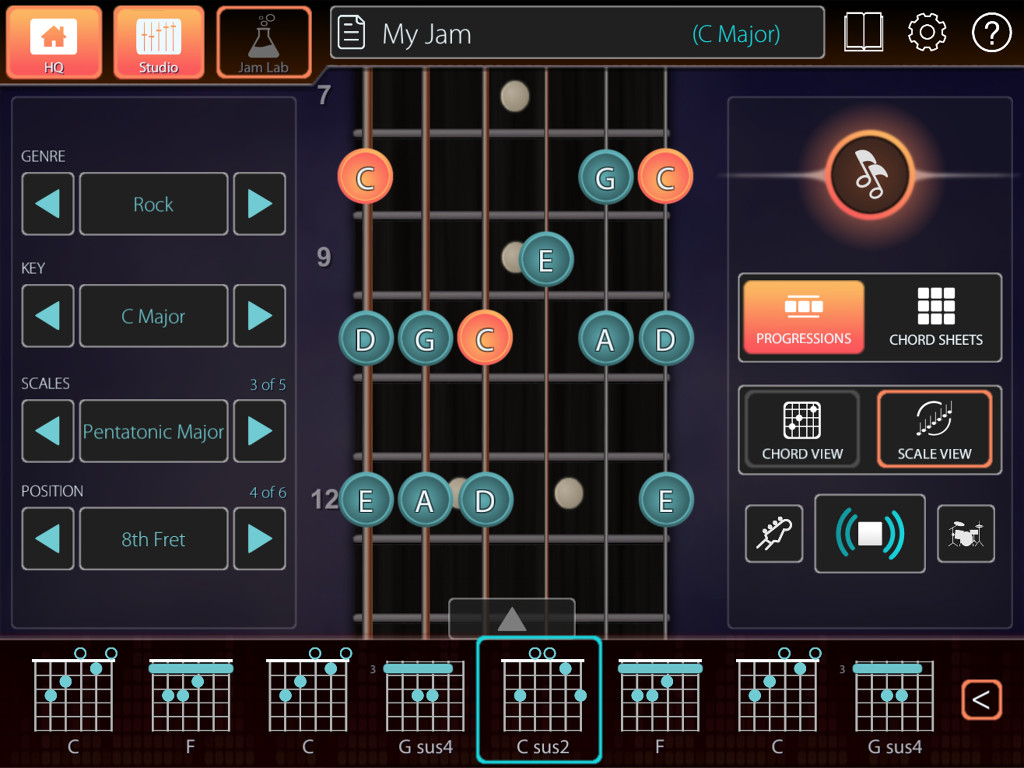 HQ
Studio
Jam Lab
My Jam
(C Major)
?
GENRE
Rock
KEY
C Major
SCALES
3 of 5
Pentatonic Major
POSITION
4 of 6
8th Fret
7
C
G
C
9
E
D
G
C
A
D
12
E
A
D
E
PROGRESSIONS
CHORD SHEETS
CHORD VIEW
SCALE VIEW
3
3
C
F
C
G sus4
C sus2
F
C
G sus4
<